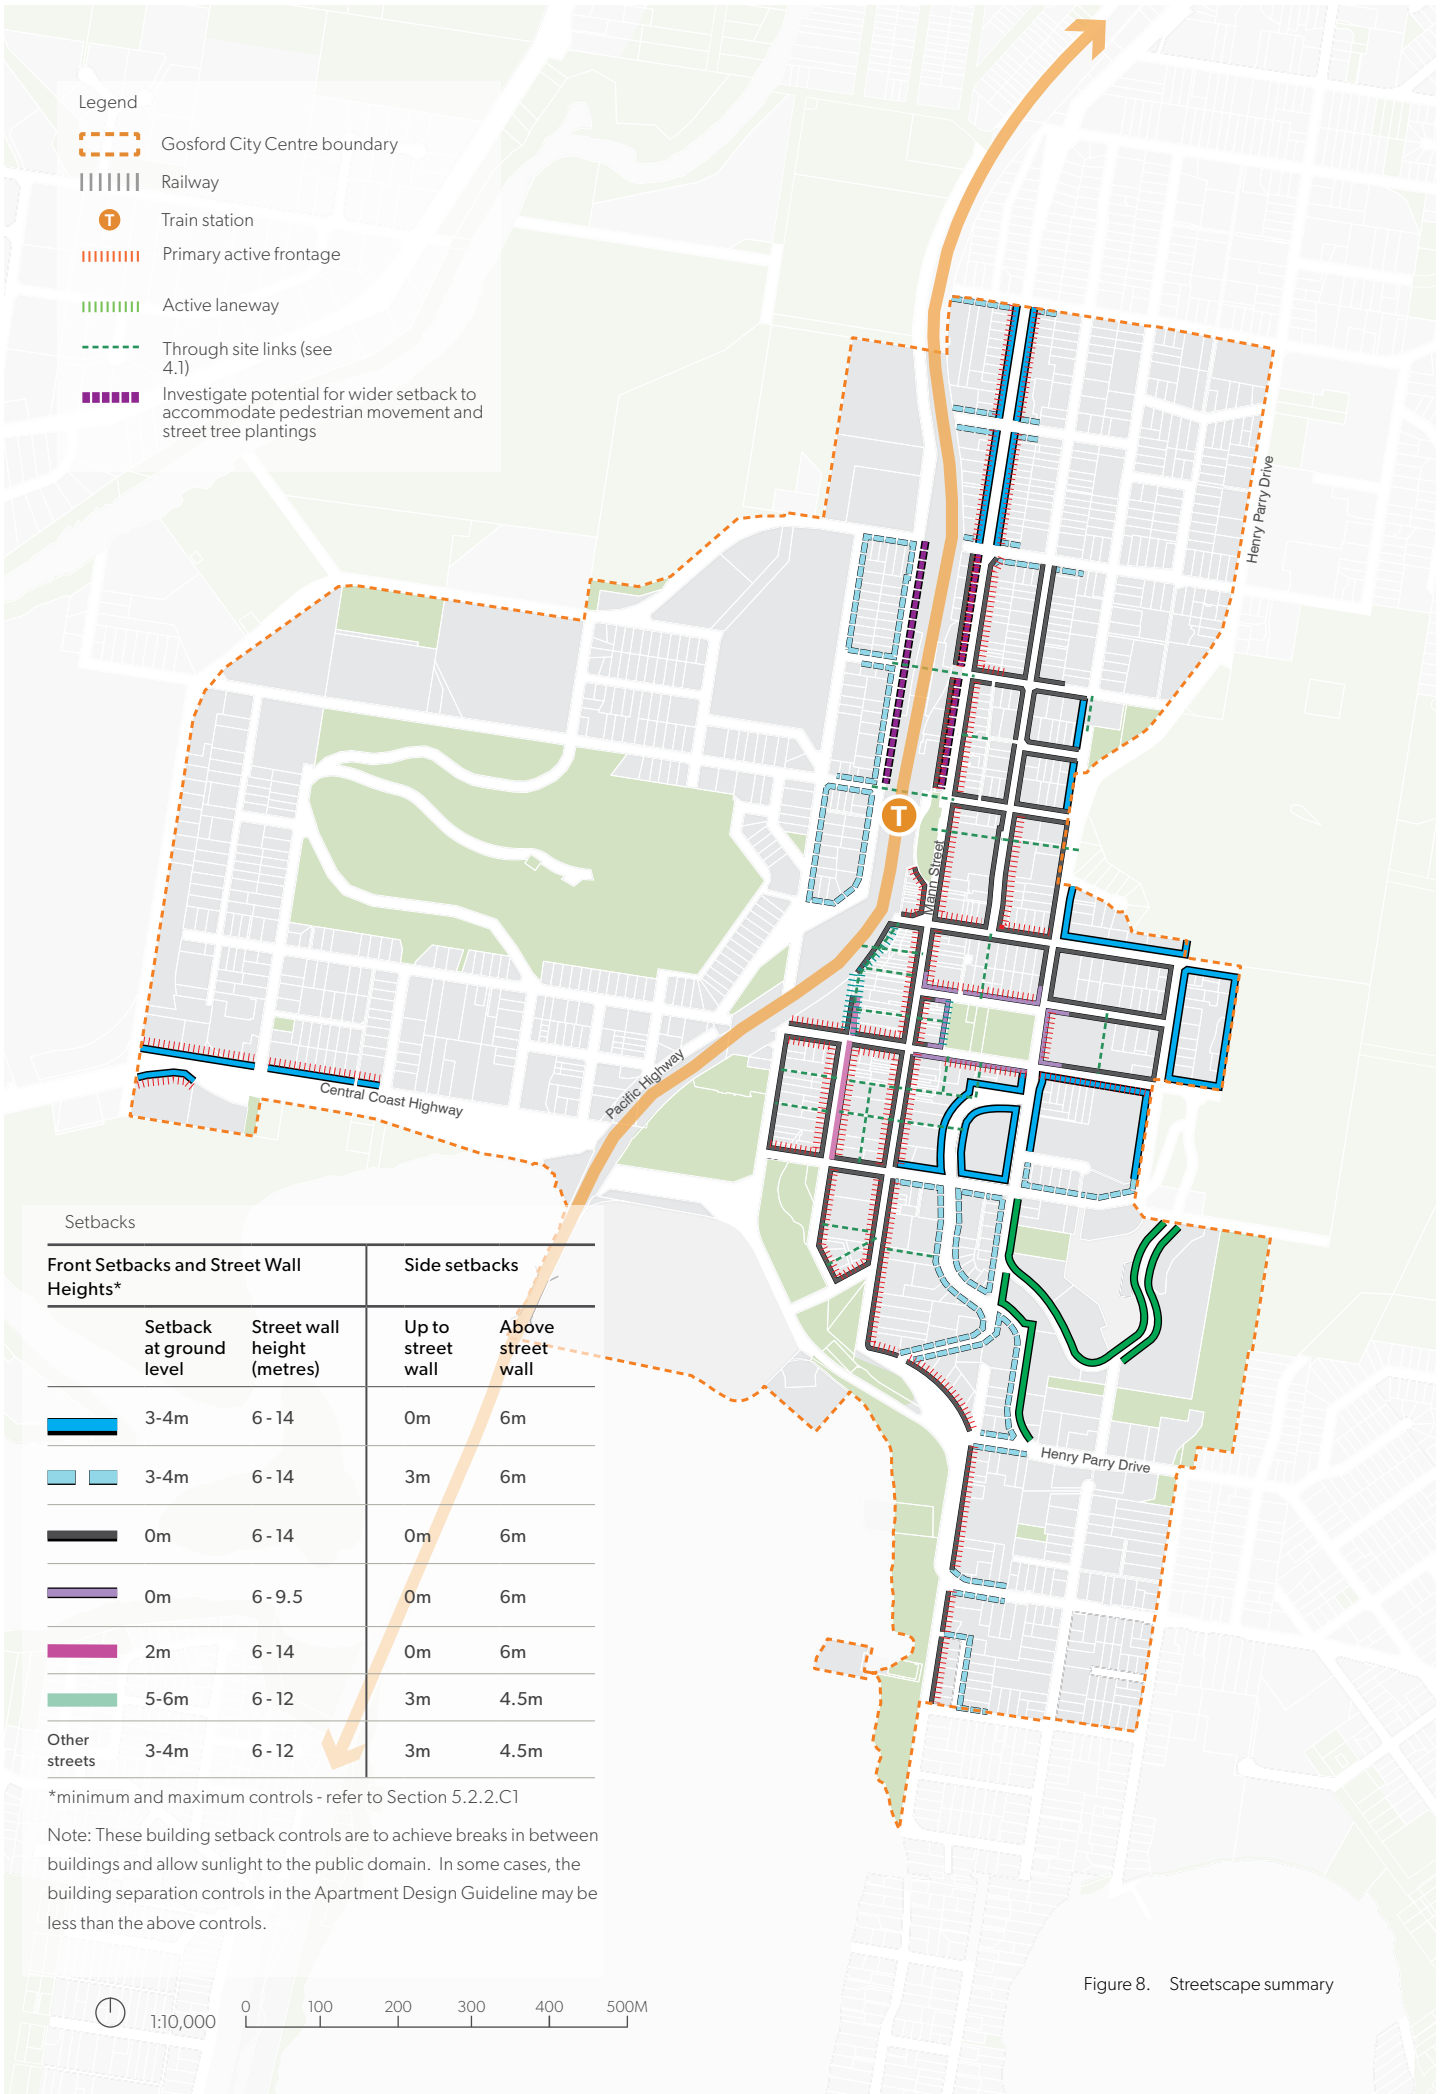 Legend
Gosford City Centre boundary
Railway
T
Train station
Primary active frontage
Active laneway
Through site links (see
4.1)
Investigate potential for wider setback to
accommodate pedestrian movement and
street tree plantings
Henry Parry Drive
T
Mann Street
Pacific Highway
Central Coast Highway
Henry Parry Drive
Setbacks
Front Setbacks and Street Wall Side setbacks
Heights*
Setback Street wall Up to Above
at ground height street street
level (metres) wall wall
3-4m 6 - 14 0m 6m
3-4m 6 - 14 3m 6m
0m 6 - 14 0m 6m
0m 6 - 9.5 0m 6m
2m 6 - 14 0m 6m
5-6m 6 - 12 3m 4.5m
Other
streets 3-4m 6 - 12 3m 4.5m
*minimum and maximum controls - refer to Section 5.2.2.C1
Note: These building setback controls are to achieve breaks in between
buildings and allow sunlight to the public domain. In some cases, the
building separation controls in the Apartment Design Guideline may be
less than the above controls.
Figure 8. Streetscape summary
1:10,000 0 100 200 300 400 500M